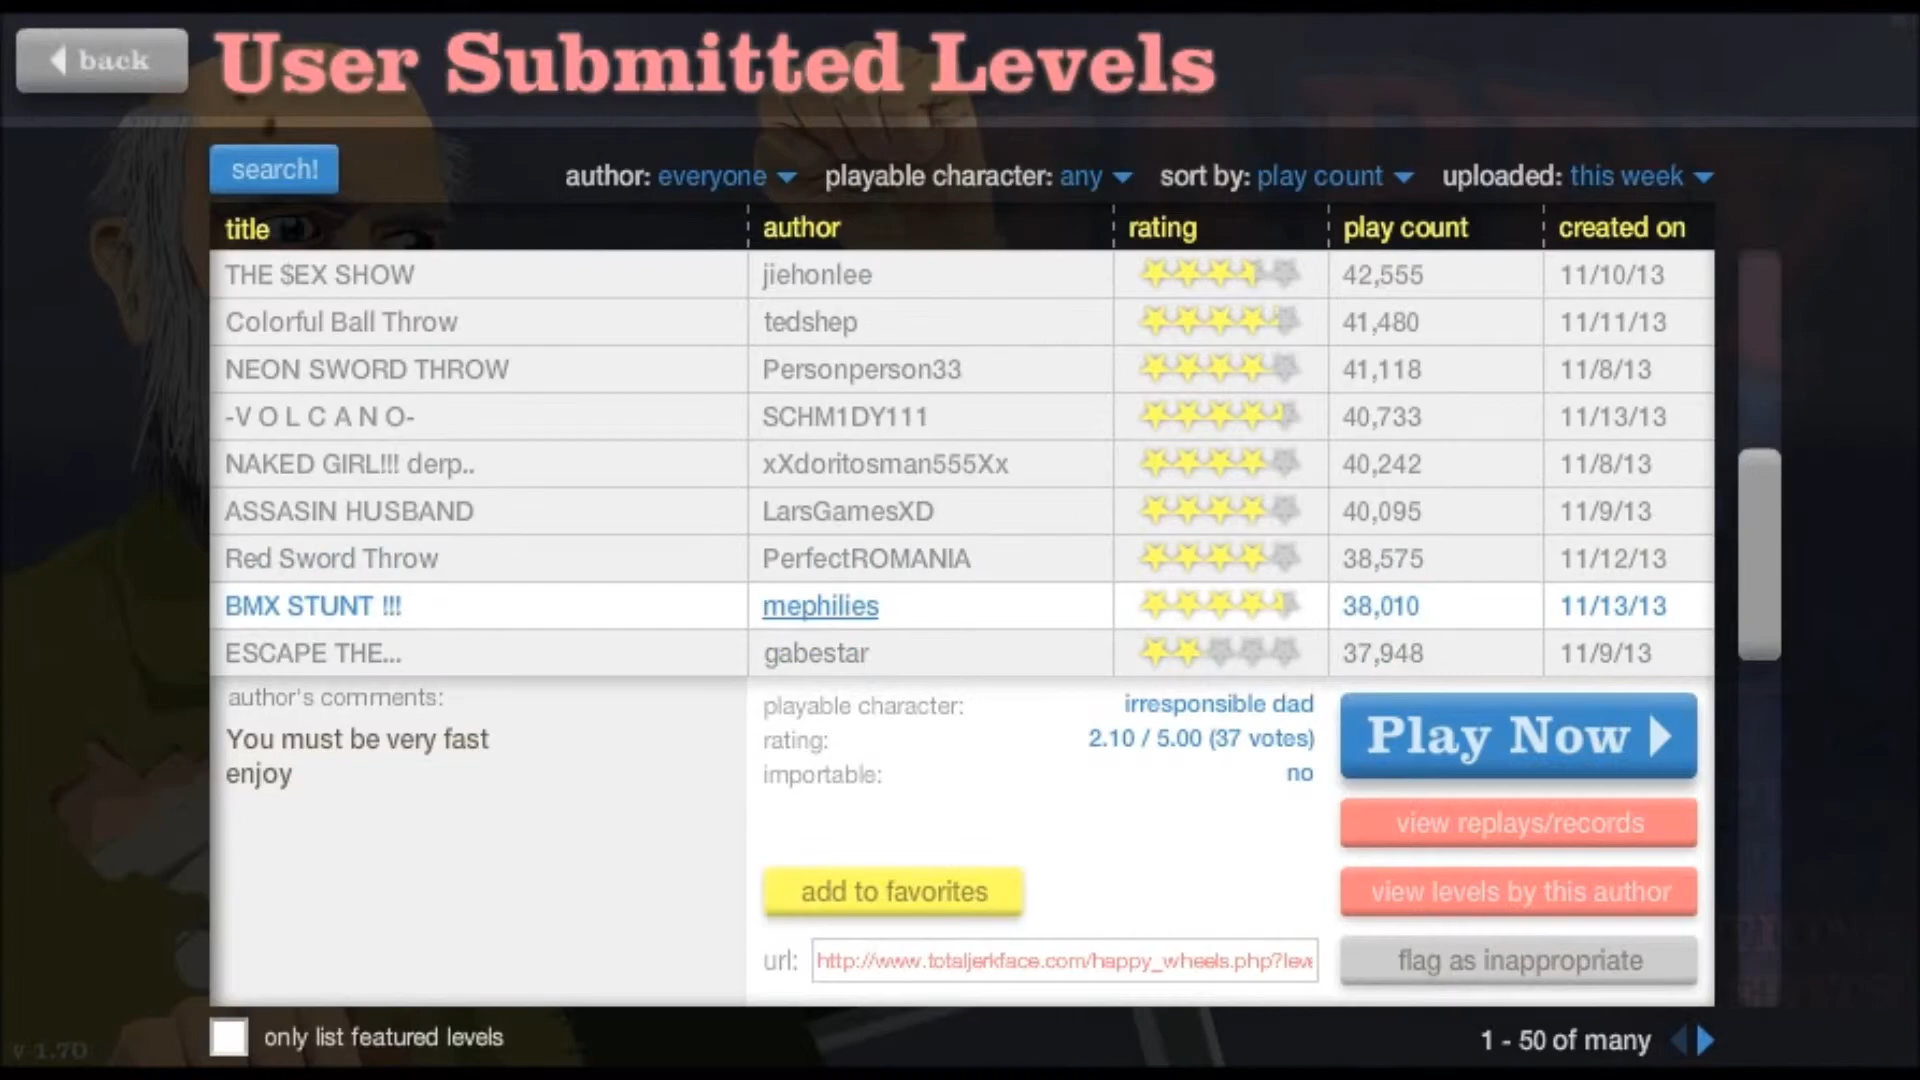 back
User Submitted Levels
search!
author: everyone playable character: any sort by: play count uploaded: this week
title author rating play count created on
THE $EX SHOW jiehonlee 42,555 11/10/13
Colorful Ball Throw tedshep 41,480 11/11/13
NEON SWORD THROW Personperson33 41,118 11/8/13
-V O L C A N O- SCHM1DY111 40,733 11/13/13
NAKED GIRL!!! derp.. xXdoritosman555Xx 40,242 11/8/13
ASSASIN HUSBAND LarsGamesXD 40,095 11/9/13
Red Sword Throw PerfectROMANIA 38,575 11/12/13
BMX STUNT !!! mephilies 38,010 11/13/13
ESCAPE THE... gabestar 37,948 11/9/13
author's comments:
You must be very fast
enjoy
playable character: irresponsible dad
rating: 2.10 / 5.00 (37 votes)
importable: no
add to favorites
url: http://www.totaljerkface.com/happy_wheels.php?leve
Play Now
view replays/records
view levels by this author
flag as inappropriate
only list featured levels
1 - 50 of many
v 1.70